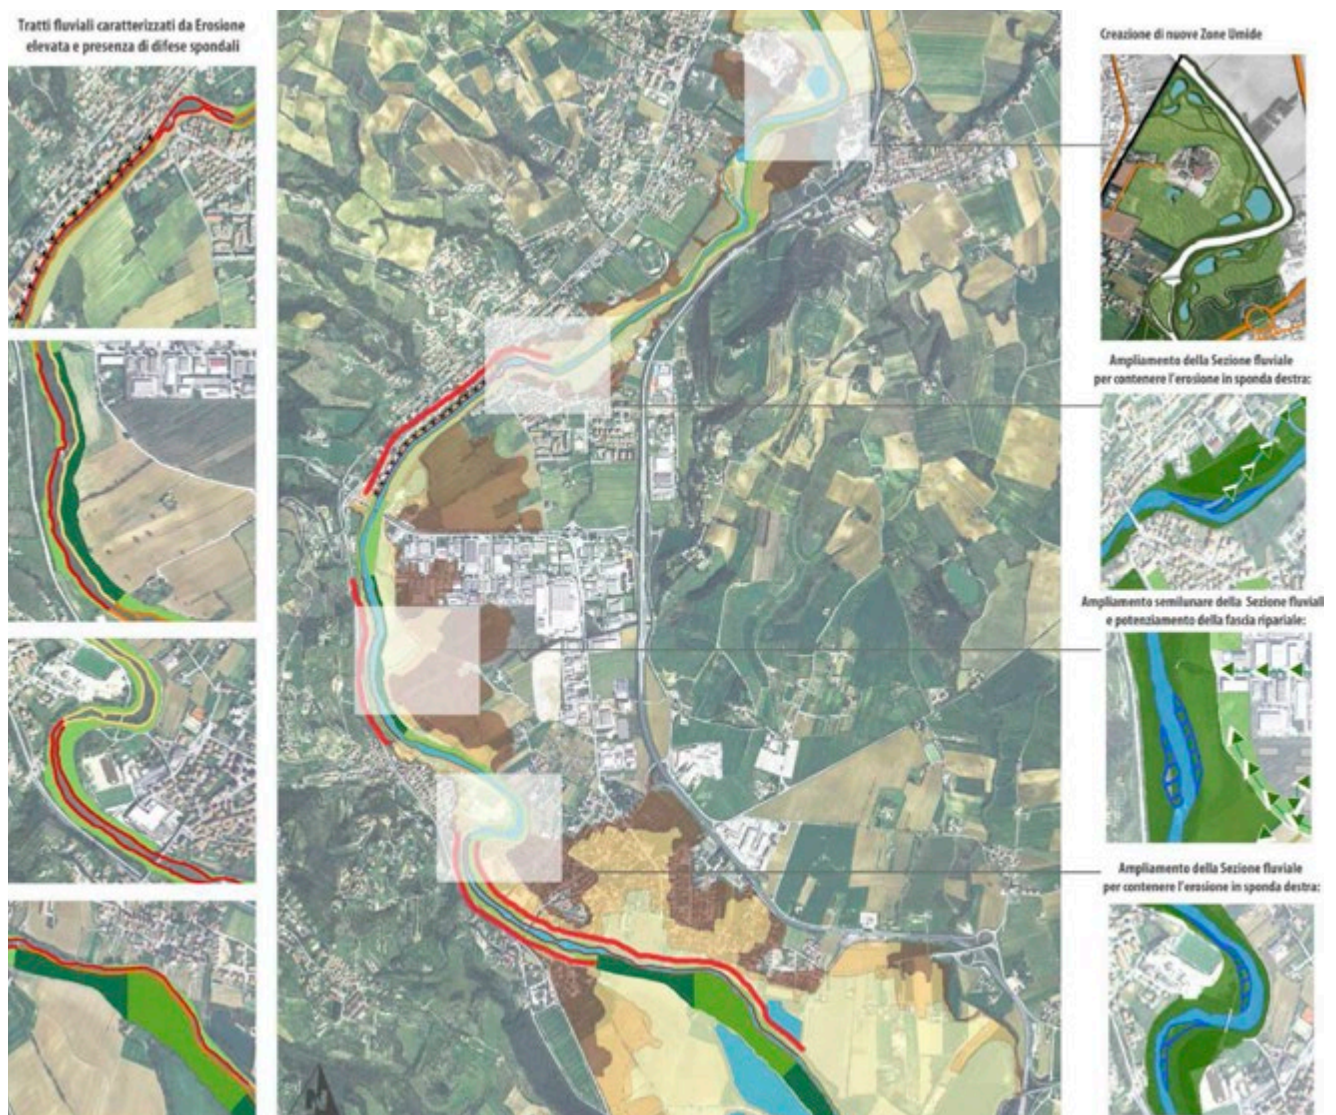 Tratti fluviali caratterizzati da Erosione
elevata e presenza di difese spondali
Creazione di nuove Zone Umide
Ampliamento della Sezione fluviale
per contenere l'erosione in sponda destra:
Ampliamento semilunare della Sezione fluviale
e potenziamento della fascia ripariale:
Ampliamento della Sezione fluviale
per contenere l'erosione in sponda destra:
N